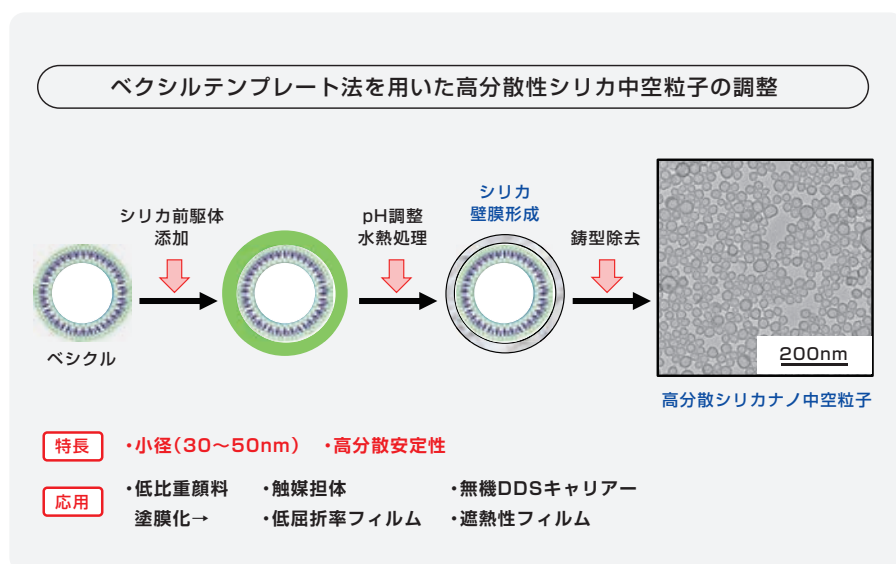 ベクシルテンプレート法を用いた高分散性シリカ中空粒子の調整
シリカ前駆体
添加
pH調整
水熱処理
シリカ
壁膜形成
鋳型除去
ベシクル
200nm
高分散シリカナノ中空粒子
特長 ・小径(30〜50nm) ・高分散安定性
応用 ・低比重顔料 ・触媒担体 ・無機DDSキャリアー
塗膜化→ ・低屈折率フィルム ・遮熱性フィルム